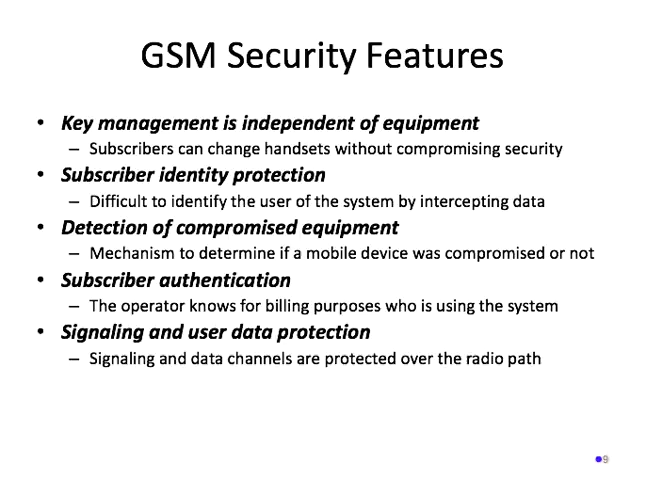 GSM Security Features
• Key management is independent of equipment
– Subscribers can change handsets without compromising security
• Subscriber identity protection
– Difficult to identify the user of the system by intercepting data
• Detection of compromised equipment
– Mechanism to determine if a mobile device was compromised or not
• Subscriber authentication
– The operator knows for billing purposes who is using the system
• Signaling and user data protection
– Signaling and data channels are protected over the radio path
•9